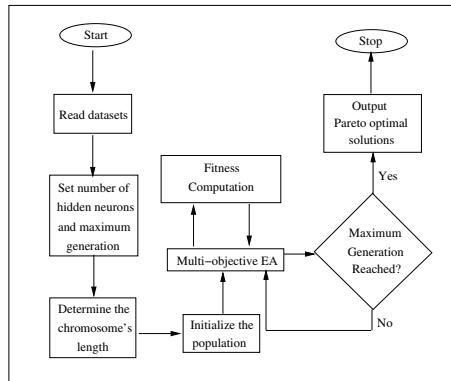 Start
Read datasets
Set number of
hidden neurons
and maximum
generation
Determine the
chromosome's
length
Initialize the
population
Multi−objective EA
Fitness
Computation
Maximum
Generation
Reached?
No
Yes
Output
Pareto optimal
solutions
Stop